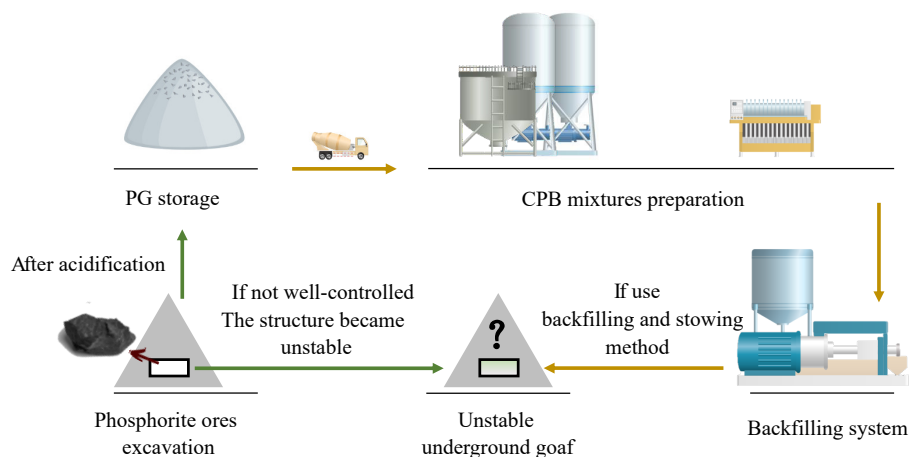 PG storage
CPB mixtures preparation
After acidification
If not well-controlled
The structure became
unstable
If use
backfilling and stowing
method
?
Phosphorite ores
excavation
Unstable
underground goaf
Backfilling system